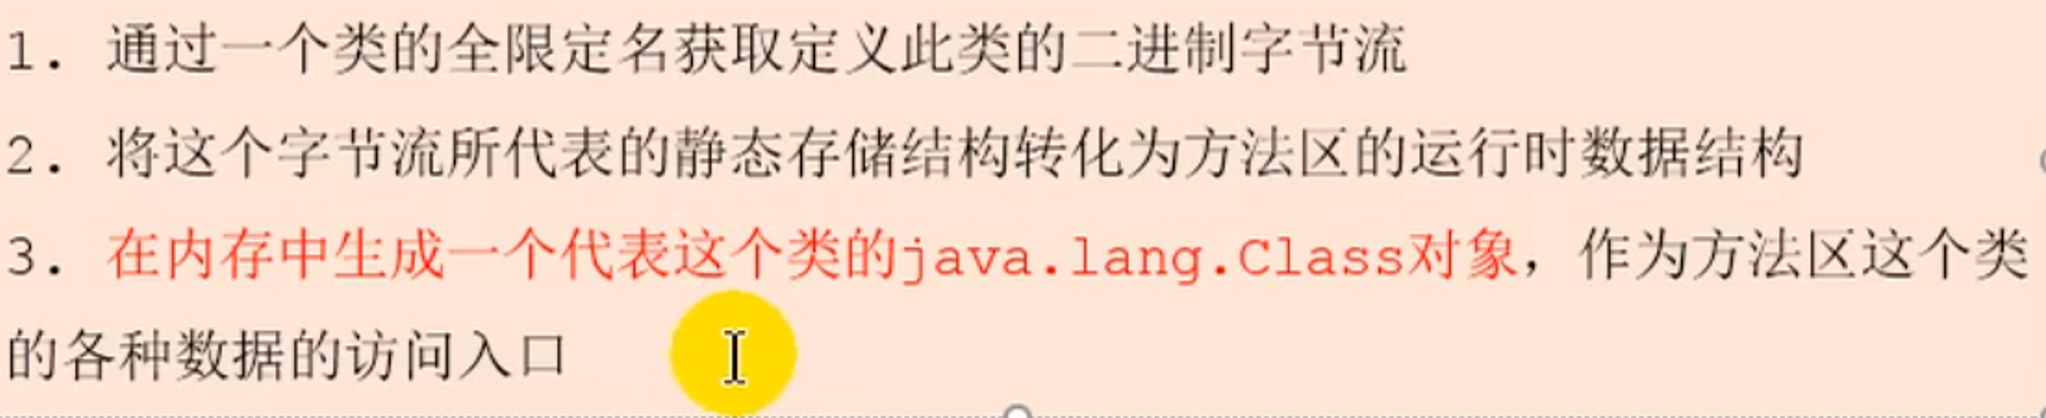 1. 通过一个类的全限定名获取定义此类的二进制字节流
2. 将这个字节流所代表的静态存储结构转化为方法区的运行时数据结构
3. 在内存中生成一个代表这个类的java.lang.Class对象，作为方法区这个类
的各种数据的访问入口